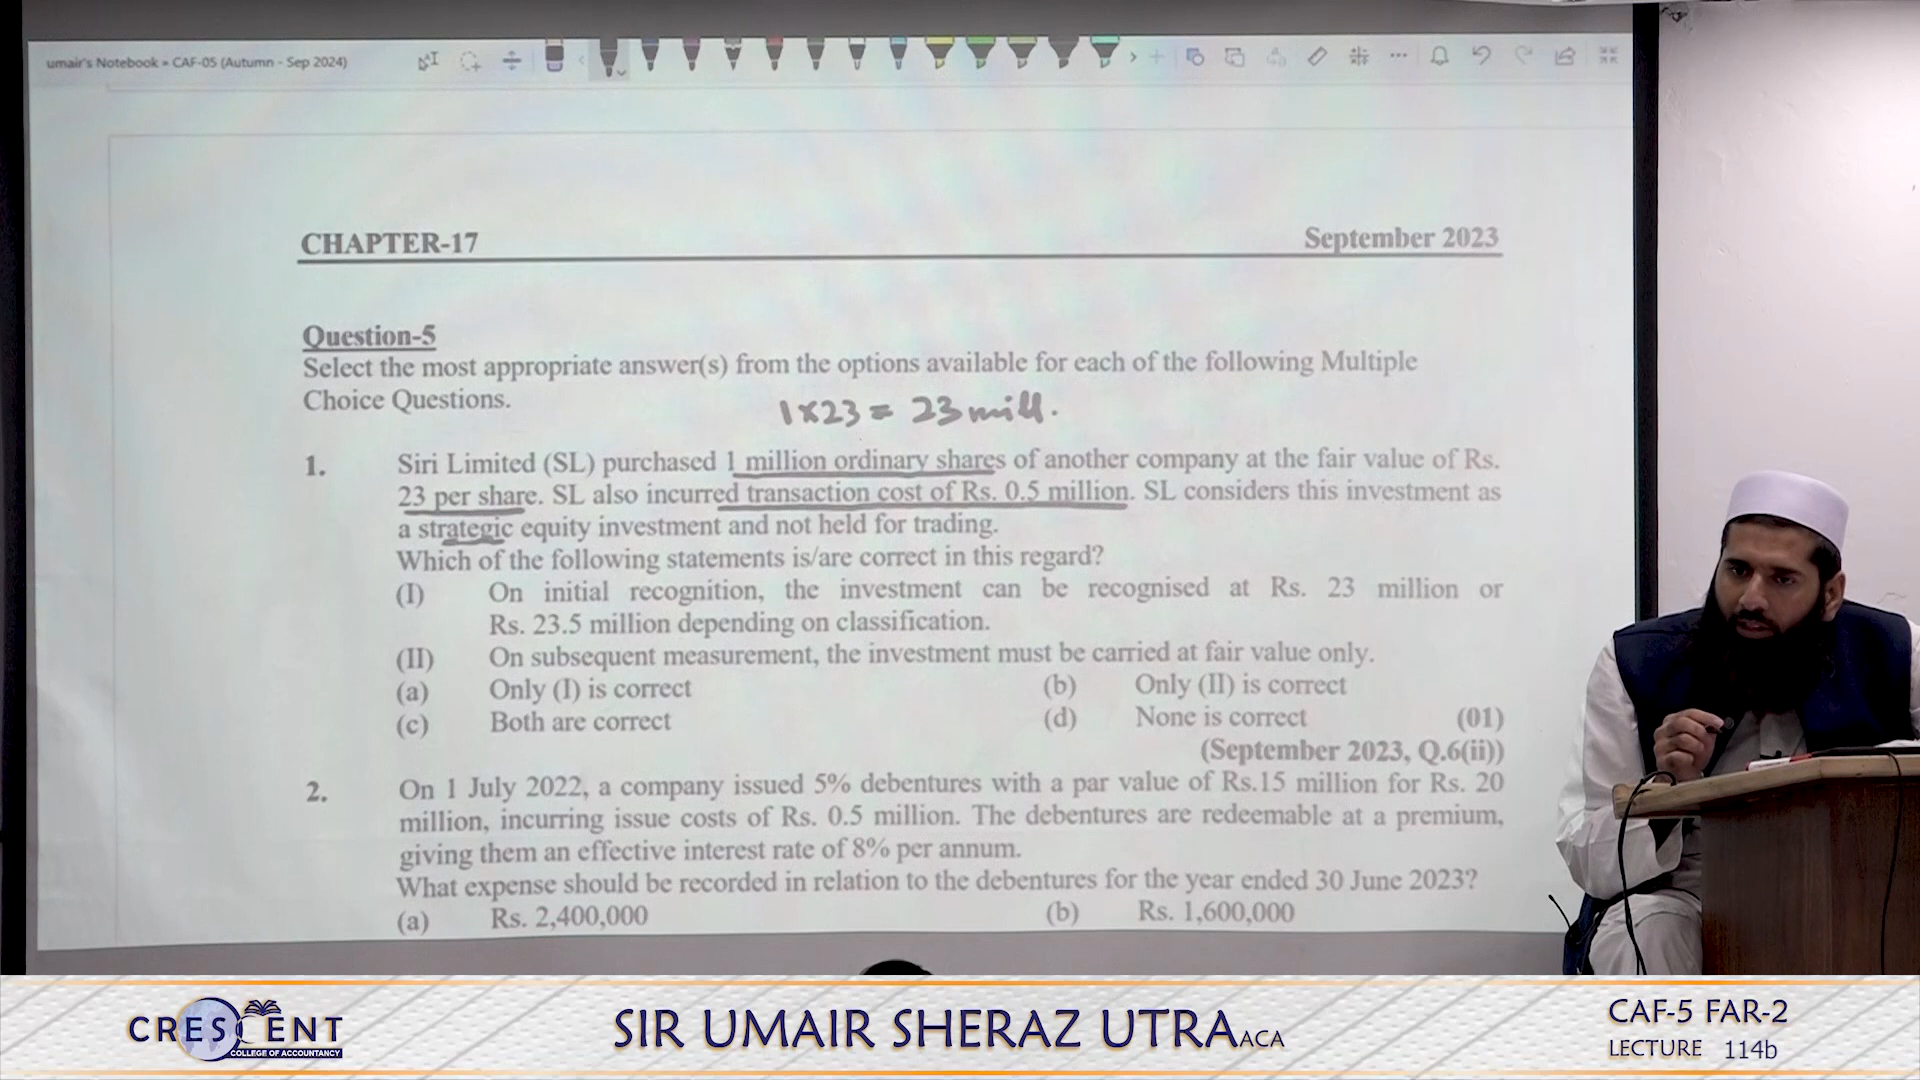 umair's Notebook » CAF-05 (Autumn - Sep 2024)
CHAPTER-17 September 2023
Question-5
Select the most appropriate answer(s) from the options available for each of the following Multiple
Choice Questions.
1x23 = 23 mill.
1. Siri Limited (SL) purchased 1 million ordinary shares of another company at the fair value of Rs.
23 per share. SL also incurred transaction cost of Rs. 0.5 million. SL considers this investment as
a strategic equity investment and not held for trading.
Which of the following statements is/are correct in this regard?
(I) On initial recognition, the investment can be recognised at Rs. 23 million or
Rs. 23.5 million depending on classification.
(II) On subsequent measurement, the investment must be carried at fair value only.
(a) Only (I) is correct (b) Only (II) is correct
(c) Both are correct (d) None is correct (01)
(September 2023, Q.6(ii))
2. On 1 July 2022, a company issued 5% debentures with a par value of Rs.15 million for Rs. 20
million, incurring issue costs of Rs. 0.5 million. The debentures are redeemable at a premium,
giving them an effective interest rate of 8% per annum.
What expense should be recorded in relation to the debentures for the year ended 30 June 2023?
(a) Rs. 2,400,000 (b) Rs. 1,600,000
CRESCENT
COLLEGE OF ACCOUNTANCY
SIR UMAIR SHERAZ UTRA ACA
CAF-5 FAR-2
LECTURE 114b